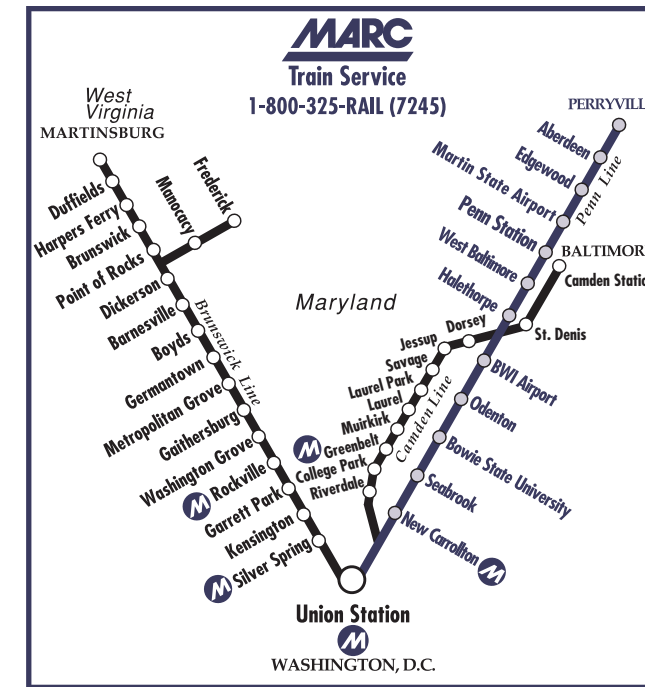 MARC
Train Service
1-800-325-RAIL (7245)
West
Virginia
MARTINSBURG
Duffields
Harpers Ferry
Brunswick
Point of Rocks
Manocacy
Frederick
Dickerson
Barnesville
Boyds
Germantown
Metropolitan Grove
Gaithersburg
Washington Grove
M Rockville
Garrett Park
Kensington
M Silver Spring
Brunswick Line
Maryland
PERRYVILL
Aberdeen
Edgewood
Martin State Airport
Penn Station
West Baltimore
Halethorpe
Penn Line
BALTIMOR
Camden Statio
St. Denis
Dorsey
Jessup
Savage
Laurel Park
Laurel
Muirkirk
M Greenbelt
College Park
Riverdale
Camden Line
BWI Airport
Odenton
Bowie State University
Seabrook
New Carrollton M
Union Station
M
WASHINGTON, D.C.